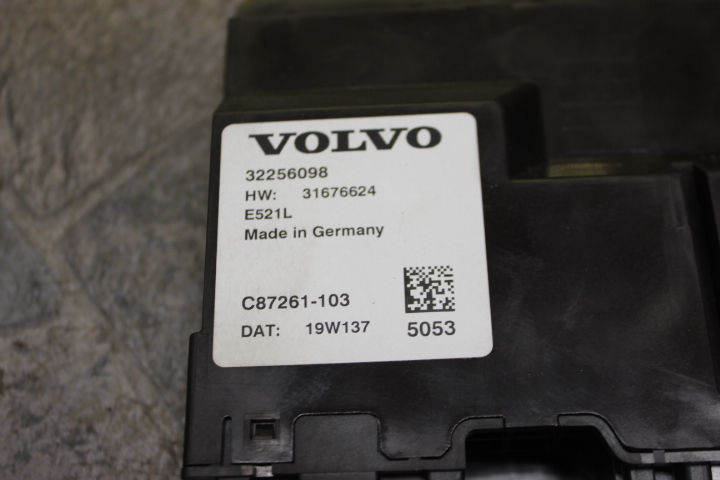 VOLVO
32256098
HW: 31676624
E521L
Made in Germany
C87261-103
DAT: 19W137 5053